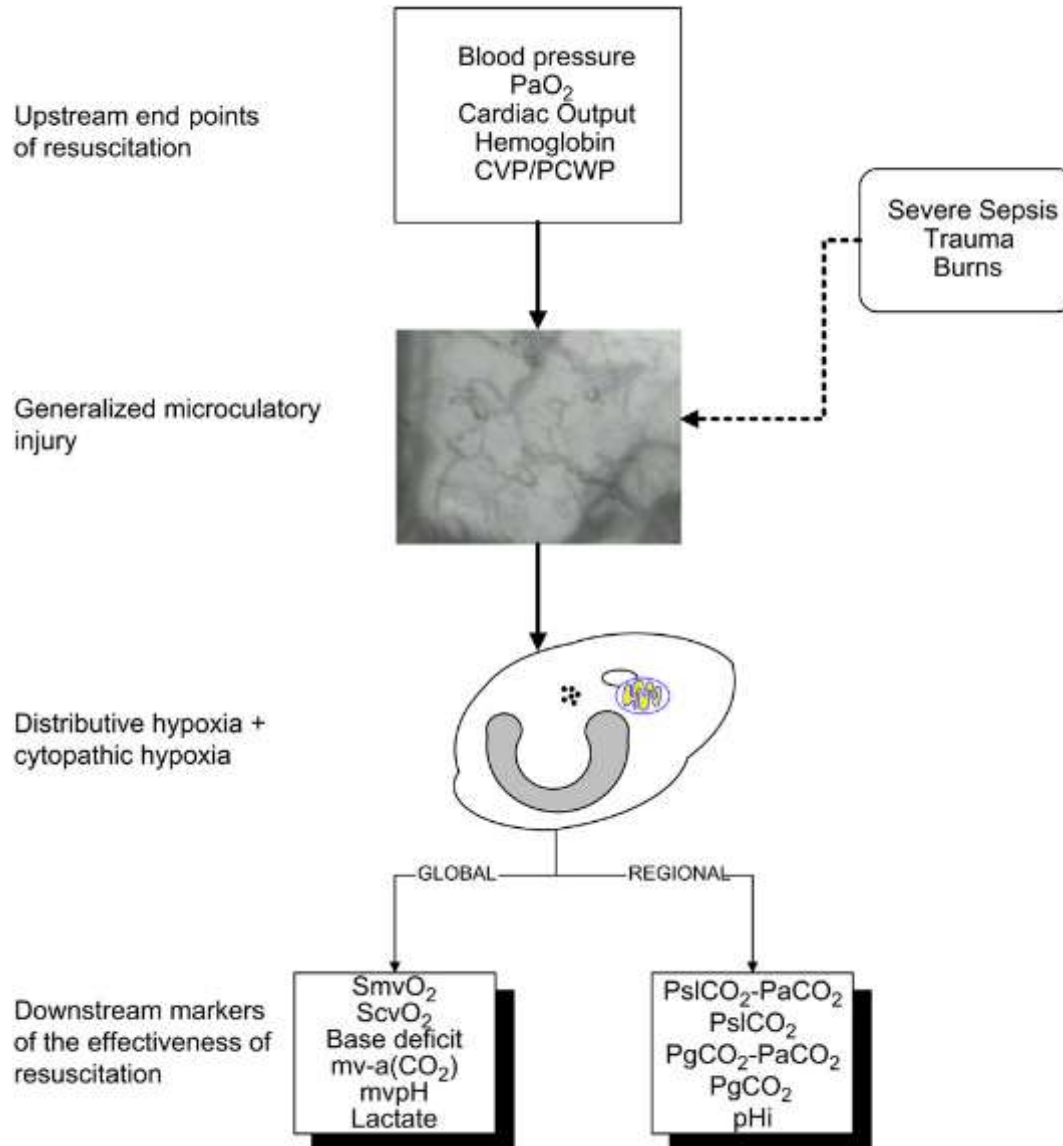 Upstream end points
of resuscitation
Blood pressure
PaO₂
Cardiac Output
Hemoglobin
CVP/PCWP
Severe Sepsis
Trauma
Burns
Generalized microculatory
injury
Distributive hypoxia +
cytopathic hypoxia
GLOBAL
REGIONAL
Downstream markers
of the effectiveness of
resuscitation
SmvO₂
ScvO₂
Base deficit
mv-a(CO₂)
mvpH
Lactate
PslCO₂-PaCO₂
PslCO₂
PgCO₂-PaCO₂
PgCO₂
pHi